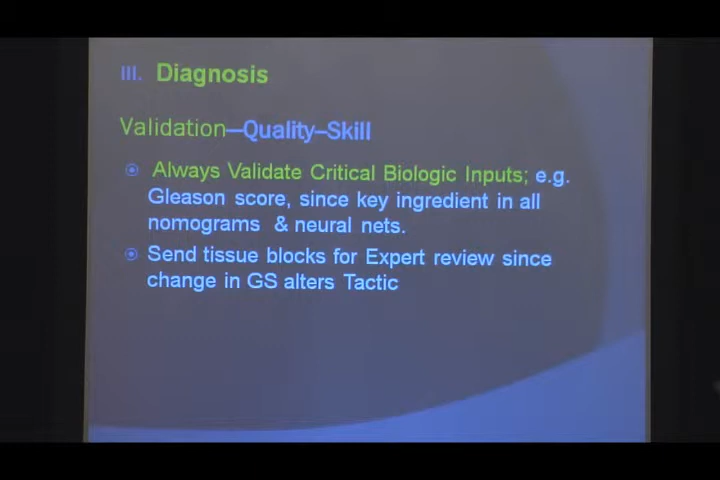 III. Diagnosis
Validation—Quality–Skill
Always Validate Critical Biologic Inputs; e.g.
Gleason score, since key ingredient in all
nomograms & neural nets.
Send tissue blocks for Expert review since
change in GS alters Tactic